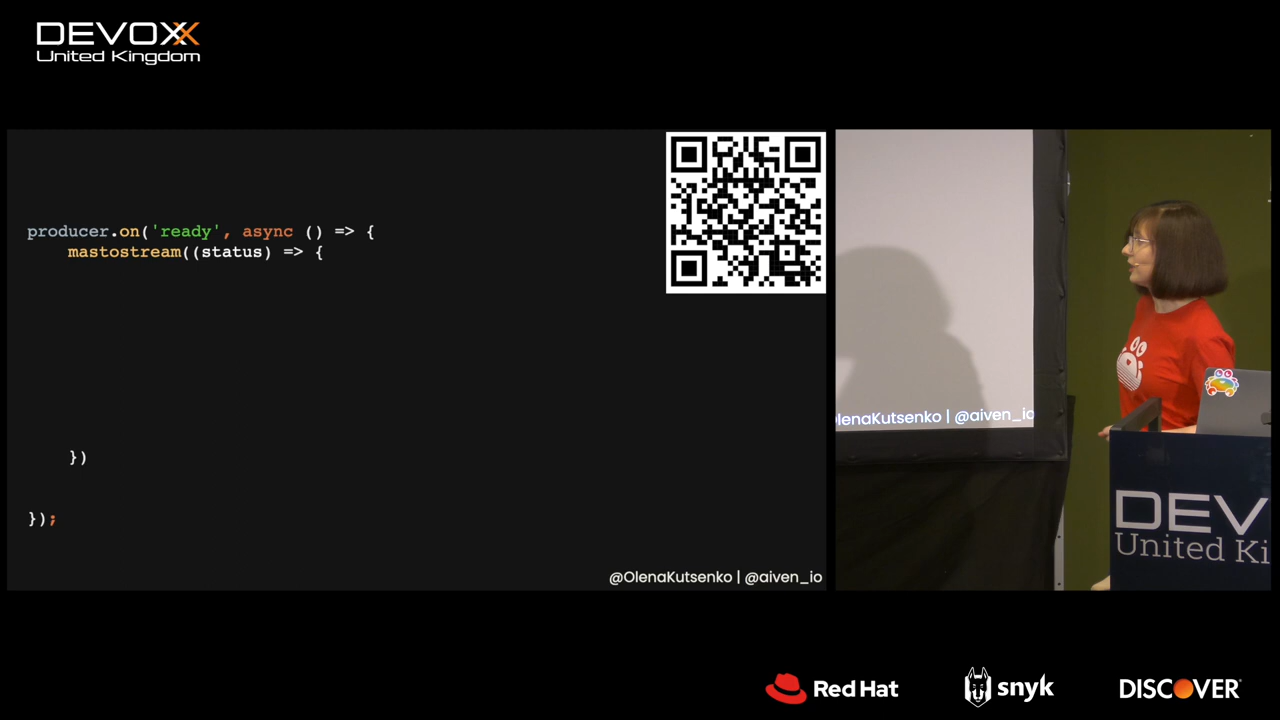 DEVOXX
United Kingdom
producer.on('ready', async () => {
mastostream((status) => {
})
});
@OlenaKutsenko | @aiven_io
lenaKutsenko | @aiven_io
DEV
United Ki
Red Hat
snyk
DISCOVER